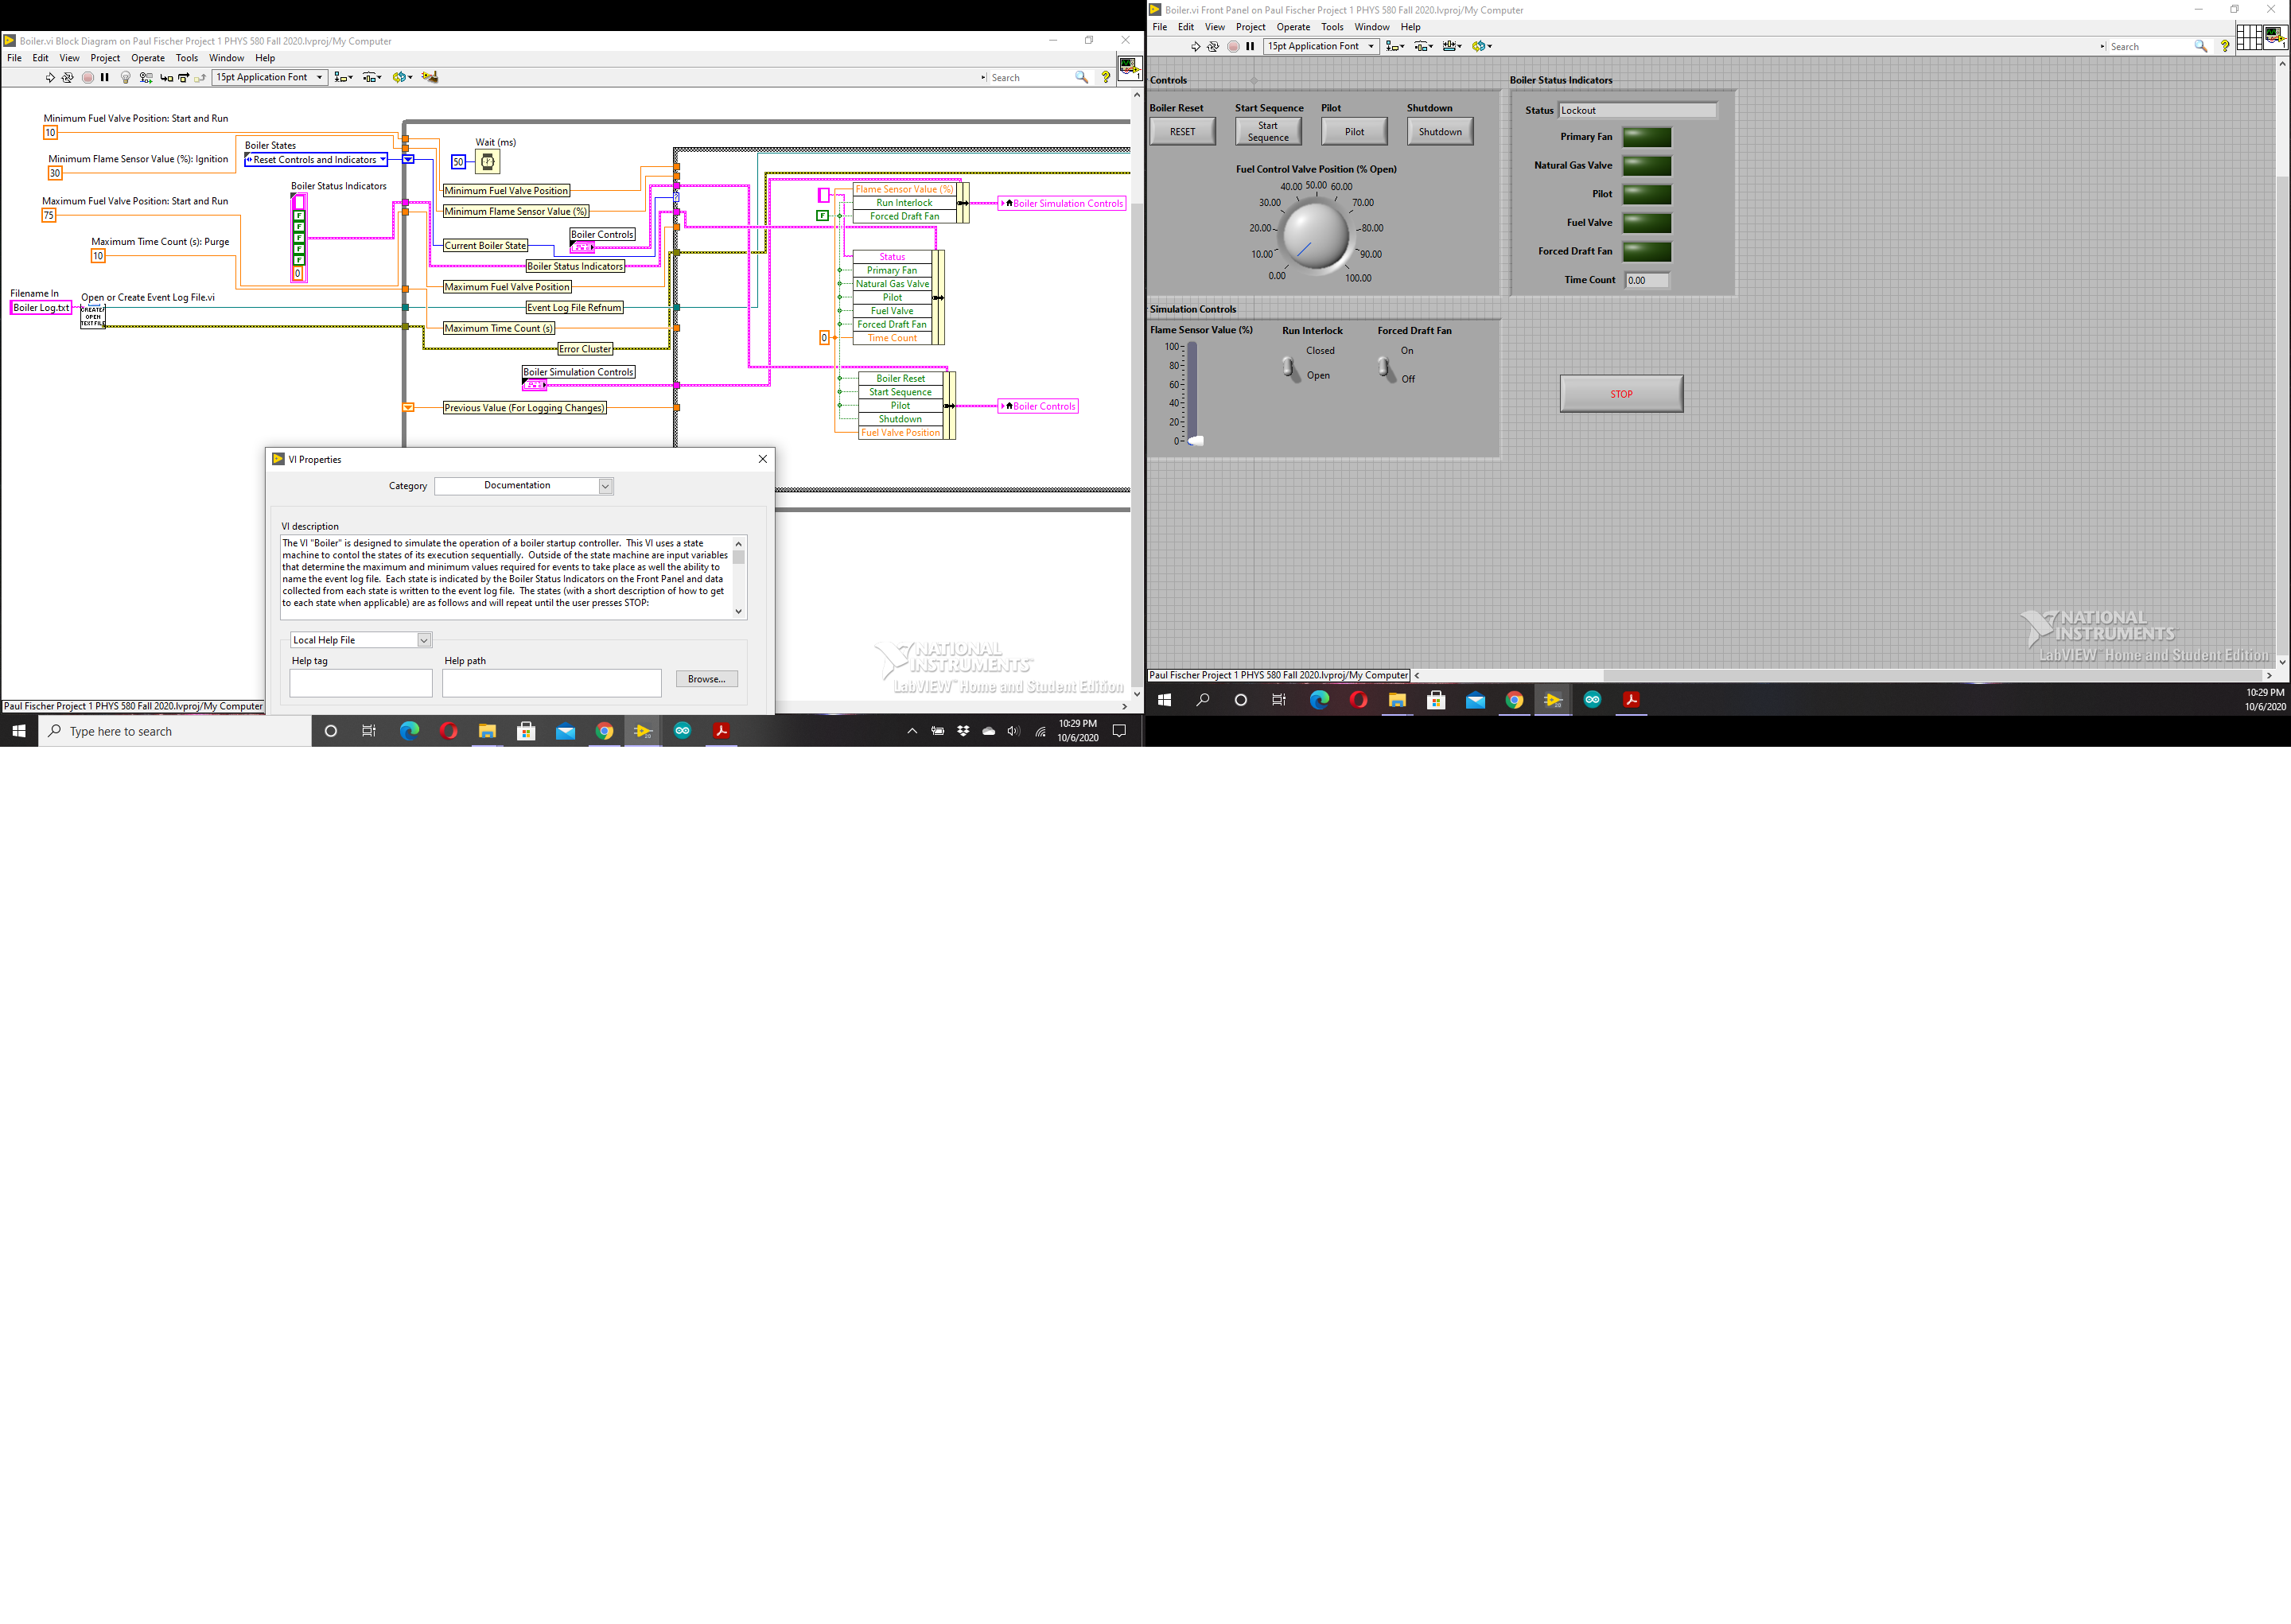 Boiler.vi Block Diagram on Paul Fischer Project 1 PHYS 580 Fall 2020.lvproj/My Computer
File Edit View Project Operate Tools Window Help
15pt Application Font
Search
Minimum Fuel Valve Position: Start and Run
10
Minimum Flame Sensor Value (%): Ignition
30
Maximum Fuel Valve Position: Start and Run
75
Maximum Time Count (s): Purge
10
Filename In
Boiler Log.txt
Open or Create Event Log File.vi
CREATE/
OPEN
TEXT FILE
Boiler States
Reset Controls and Indicators
Boiler Status Indicators
F
F
F
F
F
0
Wait (ms)
50
Minimum Fuel Valve Position
Minimum Flame Sensor Value (%)
Boiler Controls
Current Boiler State
Boiler Status Indicators
Maximum Fuel Valve Position
Event Log File Refnum
Maximum Time Count (s)
Error Cluster
Boiler Simulation Controls
Previous Value (For Logging Changes)
Flame Sensor Value (%)
Run Interlock
F
Forced Draft Fan
Boiler Simulation Controls
Status
Primary Fan
Natural Gas Valve
Pilot
Fuel Valve
Forced Draft Fan
0
Time Count
Boiler Reset
Start Sequence
Pilot
Shutdown
Fuel Valve Position
Boiler Controls
VI Properties
Category
Documentation
VI description
The VI "Boiler" is designed to simulate the operation of a boiler startup controller. This VI uses a state
machine to contol the states of its execution sequentially. Outside of the state machine are input variables
that determine the maximum and minimum values required for events to take place as well the ability to
name the event log file. Each state is indicated by the Boiler Status Indicators on the Front Panel and data
collected from each state is written to the event log file. The states (with a short description of how to get
to each state when applicable) are as follows and will repeat until the user presses STOP:
Local Help File
Help tag
Help path
Browse...
NATIONAL
INSTRUMENTS™
LabVIEW™ Home and Student Edition
Paul Fischer Project 1 PHYS 580 Fall 2020.lvproj/My Computer
Type here to search
10:29 PM
10/6/2020
Boiler.vi Front Panel on Paul Fischer Project 1 PHYS 580 Fall 2020.lvproj/My Computer
File Edit View Project Operate Tools Window Help
15pt Application Font
Search
Controls
Boiler Reset
Start Sequence
Pilot
Shutdown
RESET
Start
Sequence
Pilot
Shutdown
Fuel Control Valve Position (% Open)
40.00 50.00 60.00
30.00 70.00
20.00 80.00
10.00 90.00
0.00 100.00
Boiler Status Indicators
Status Lockout
Primary Fan
Natural Gas Valve
Pilot
Fuel Valve
Forced Draft Fan
Time Count 0.00
Simulation Controls
Flame Sensor Value (%)
100
80
60
40
20
0
Run Interlock
Closed
Open
Forced Draft Fan
On
Off
STOP
NATIONAL
INSTRUMENTS™
LabVIEW™ Home and Student Edition
Paul Fischer Project 1 PHYS 580 Fall 2020.lvproj/My Computer
10:29 PM
10/6/2020